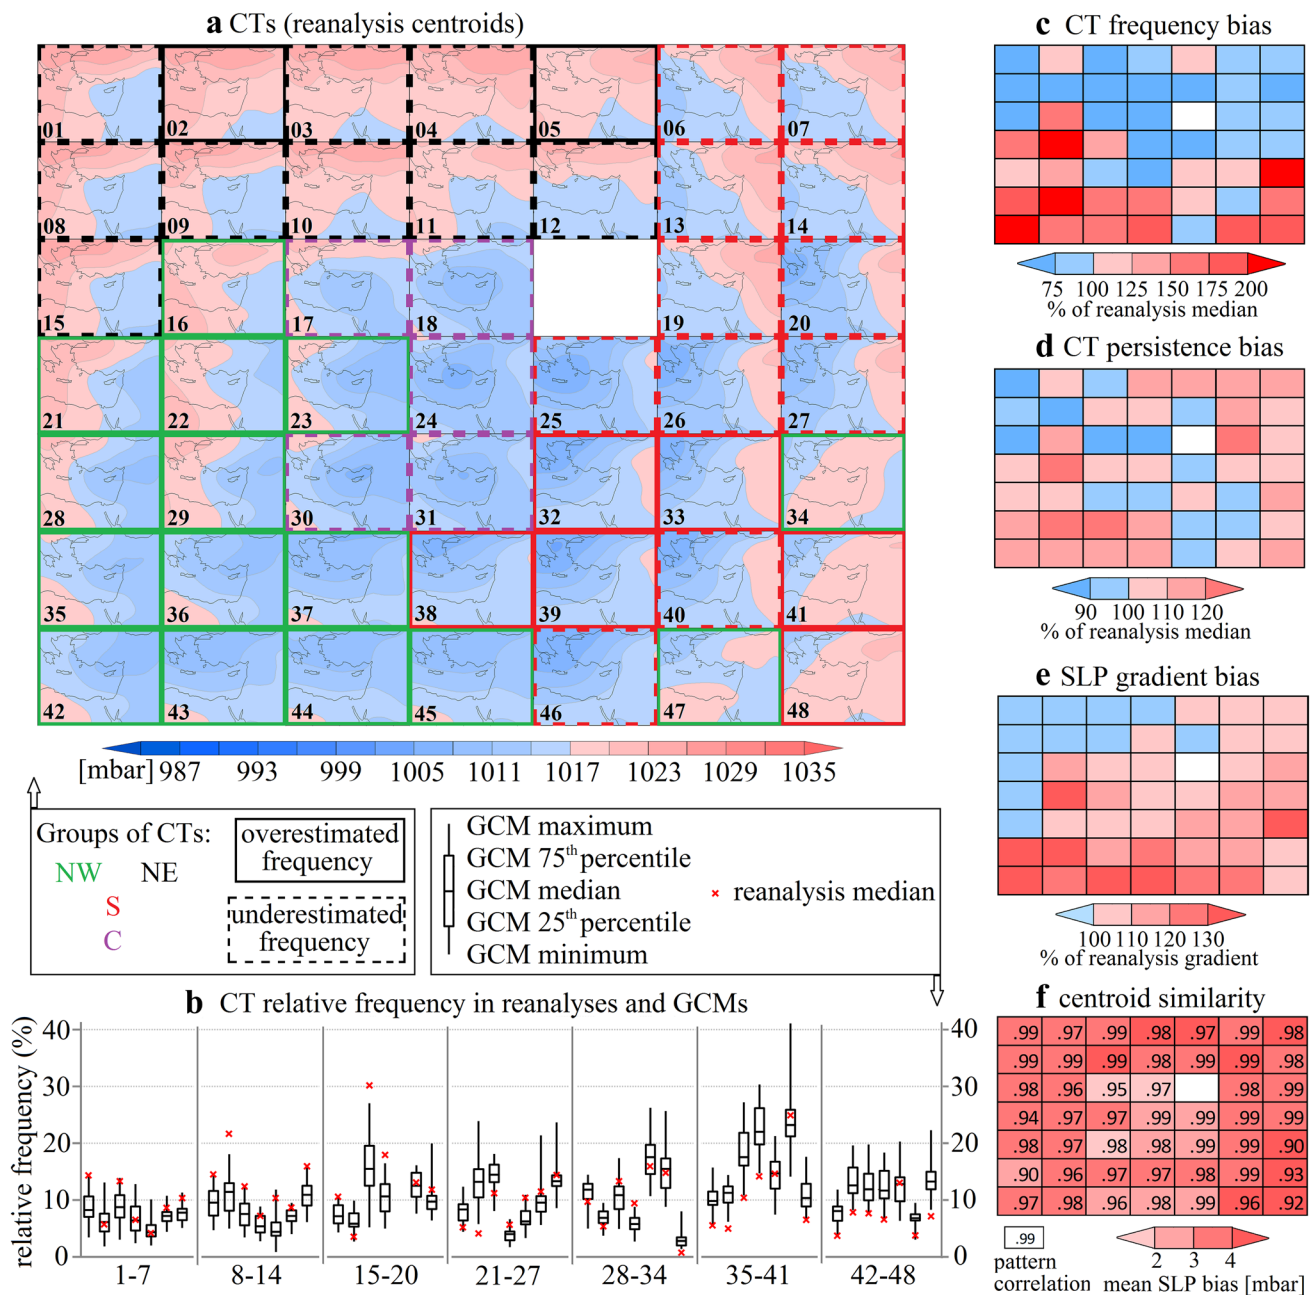 a CTs (reanalysis centroids)
01 02 03 04 05 06 07
08 09 10 11 12 13 14
15 16 17 18 19 20
21 22 23 24 25 26 27
28 29 30 31 32 33 34
35 36 37 38 39 40 41
42 43 44 45 46 47 48
[mbar] 987 993 999 1005 1011 1017 1023 1029 1035
Groups of CTs:
NW NE
S
C
overestimated
frequency
underestimated
frequency
GCM maximum
GCM 75th percentile
GCM median
GCM 25th percentile
GCM minimum
× reanalysis median
b CT relative frequency in reanalyses and GCMs
relative frequency (%)
40 40
30 30
20 20
10 10
0 0
1-7 8-14 15-20 21-27 28-34 35-41 42-48
c CT frequency bias
75 100 125 150 175 200
% of reanalysis median
d CT persistence bias
90 100 110 120
% of reanalysis median
e SLP gradient bias
100 110 120 130
% of reanalysis gradient
f centroid similarity
.99 .97 .99 .98 .97 .99 .98
.99 .99 .99 .98 .99 .99 .99
.98 .96 .95 .97 .98 .99
.94 .97 .97 .99 .99 .99 .99
.98 .97 .98 .98 .99 .99 .90
.90 .96 .97 .97 .98 .99 .93
.97 .98 .96 .99 .99 .96 .92
.99
pattern
correlation
2 3 4
mean SLP bias [mbar]